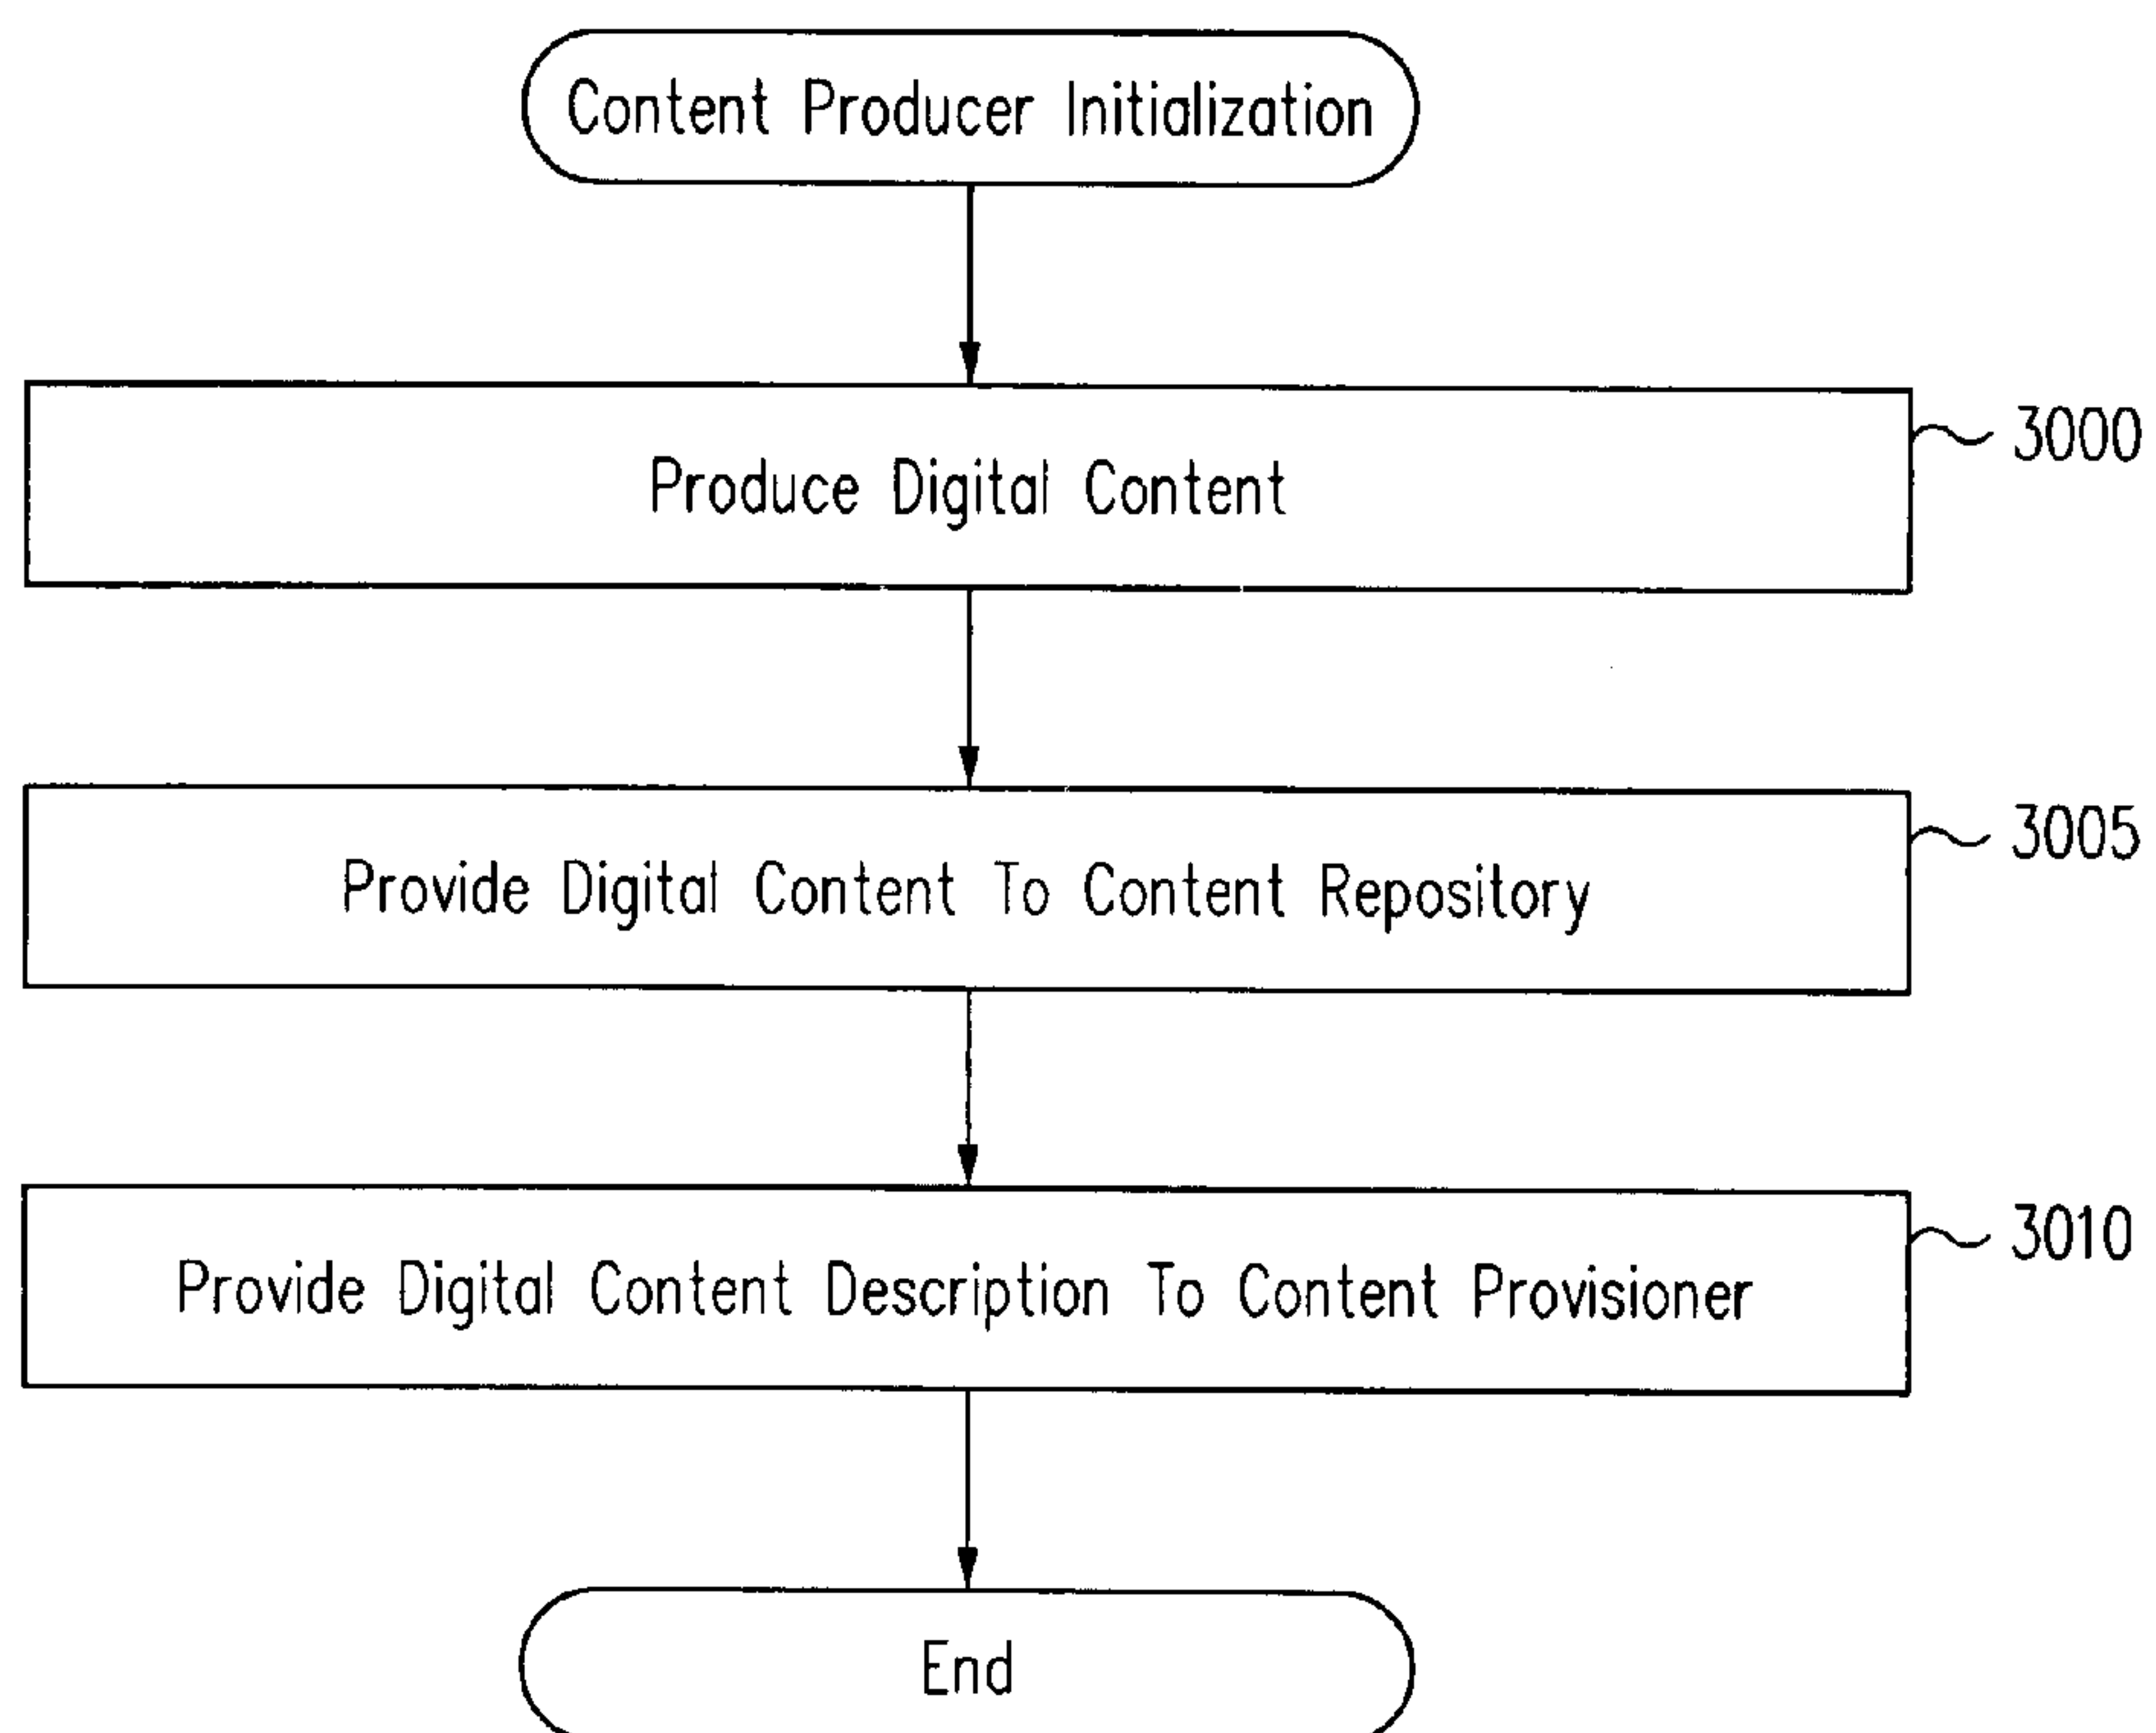 Content Producer Initialization
Produce Digital Content
3000
Provide Digital Content To Content Repository
3005
Provide Digital Content Description To Content Provisioner
3010
End